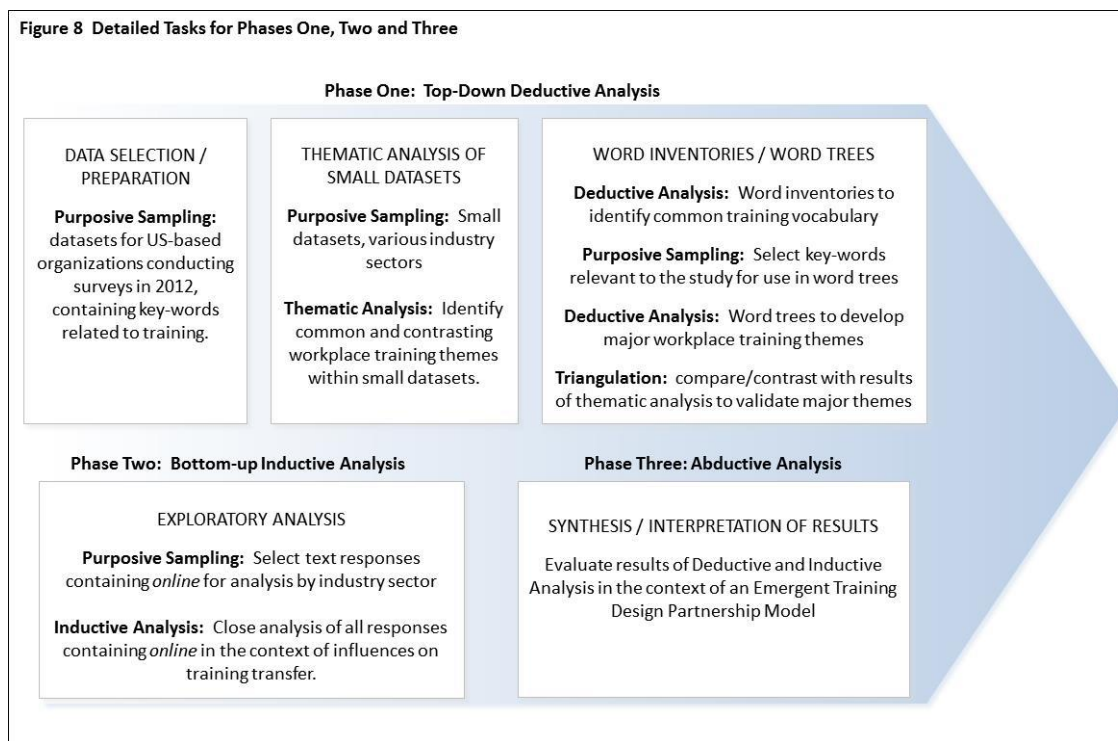 Figure 8  Detailed Tasks for Phases One, Two and Three
Phase One:  Top-Down Deductive Analysis
DATA SELECTION /
PREPARATION
Purposive Sampling:
datasets for US-based
organizations conducting
surveys in 2012,
containing key-words
related to training.
THEMATIC ANALYSIS OF
SMALL DATASETS
Purposive Sampling:  Small
datasets, various industry
sectors
Thematic Analysis:  Identify
common and contrasting
workplace training themes
within small datasets.
WORD INVENTORIES / WORD TREES
Deductive Analysis:  Word inventories to
identify common training vocabulary
Purposive Sampling:  Select key-words
relevant to the study for use in word trees
Deductive Analysis:  Word trees to develop
major workplace training themes
Triangulation:  compare/contrast with results
of thematic analysis to validate major themes
Phase Two:  Bottom-up Inductive Analysis
EXPLORATORY ANALYSIS
Purposive Sampling:  Select text responses
containing online for analysis by industry sector
Inductive Analysis:  Close analysis of all responses
containing online in the context of influences on
training transfer.
Phase Three: Abductive Analysis
SYNTHESIS / INTERPRETATION OF RESULTS
Evaluate results of Deductive and Inductive
Analysis in the context of an Emergent Training
Design Partnership Model